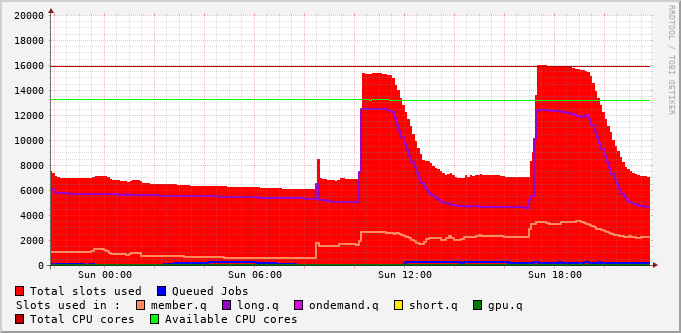 20000
18000
16000
14000
12000
10000
8000
6000
4000
2000
0
Sun 00:00 Sun 06:00 Sun 12:00 Sun 18:00
RRDTOOL / TOBI OETIKER
Total slots used Queued Jobs
Slots used in : member.q long.q ondemand.q short.q gpu.q
Total CPU cores Available CPU cores